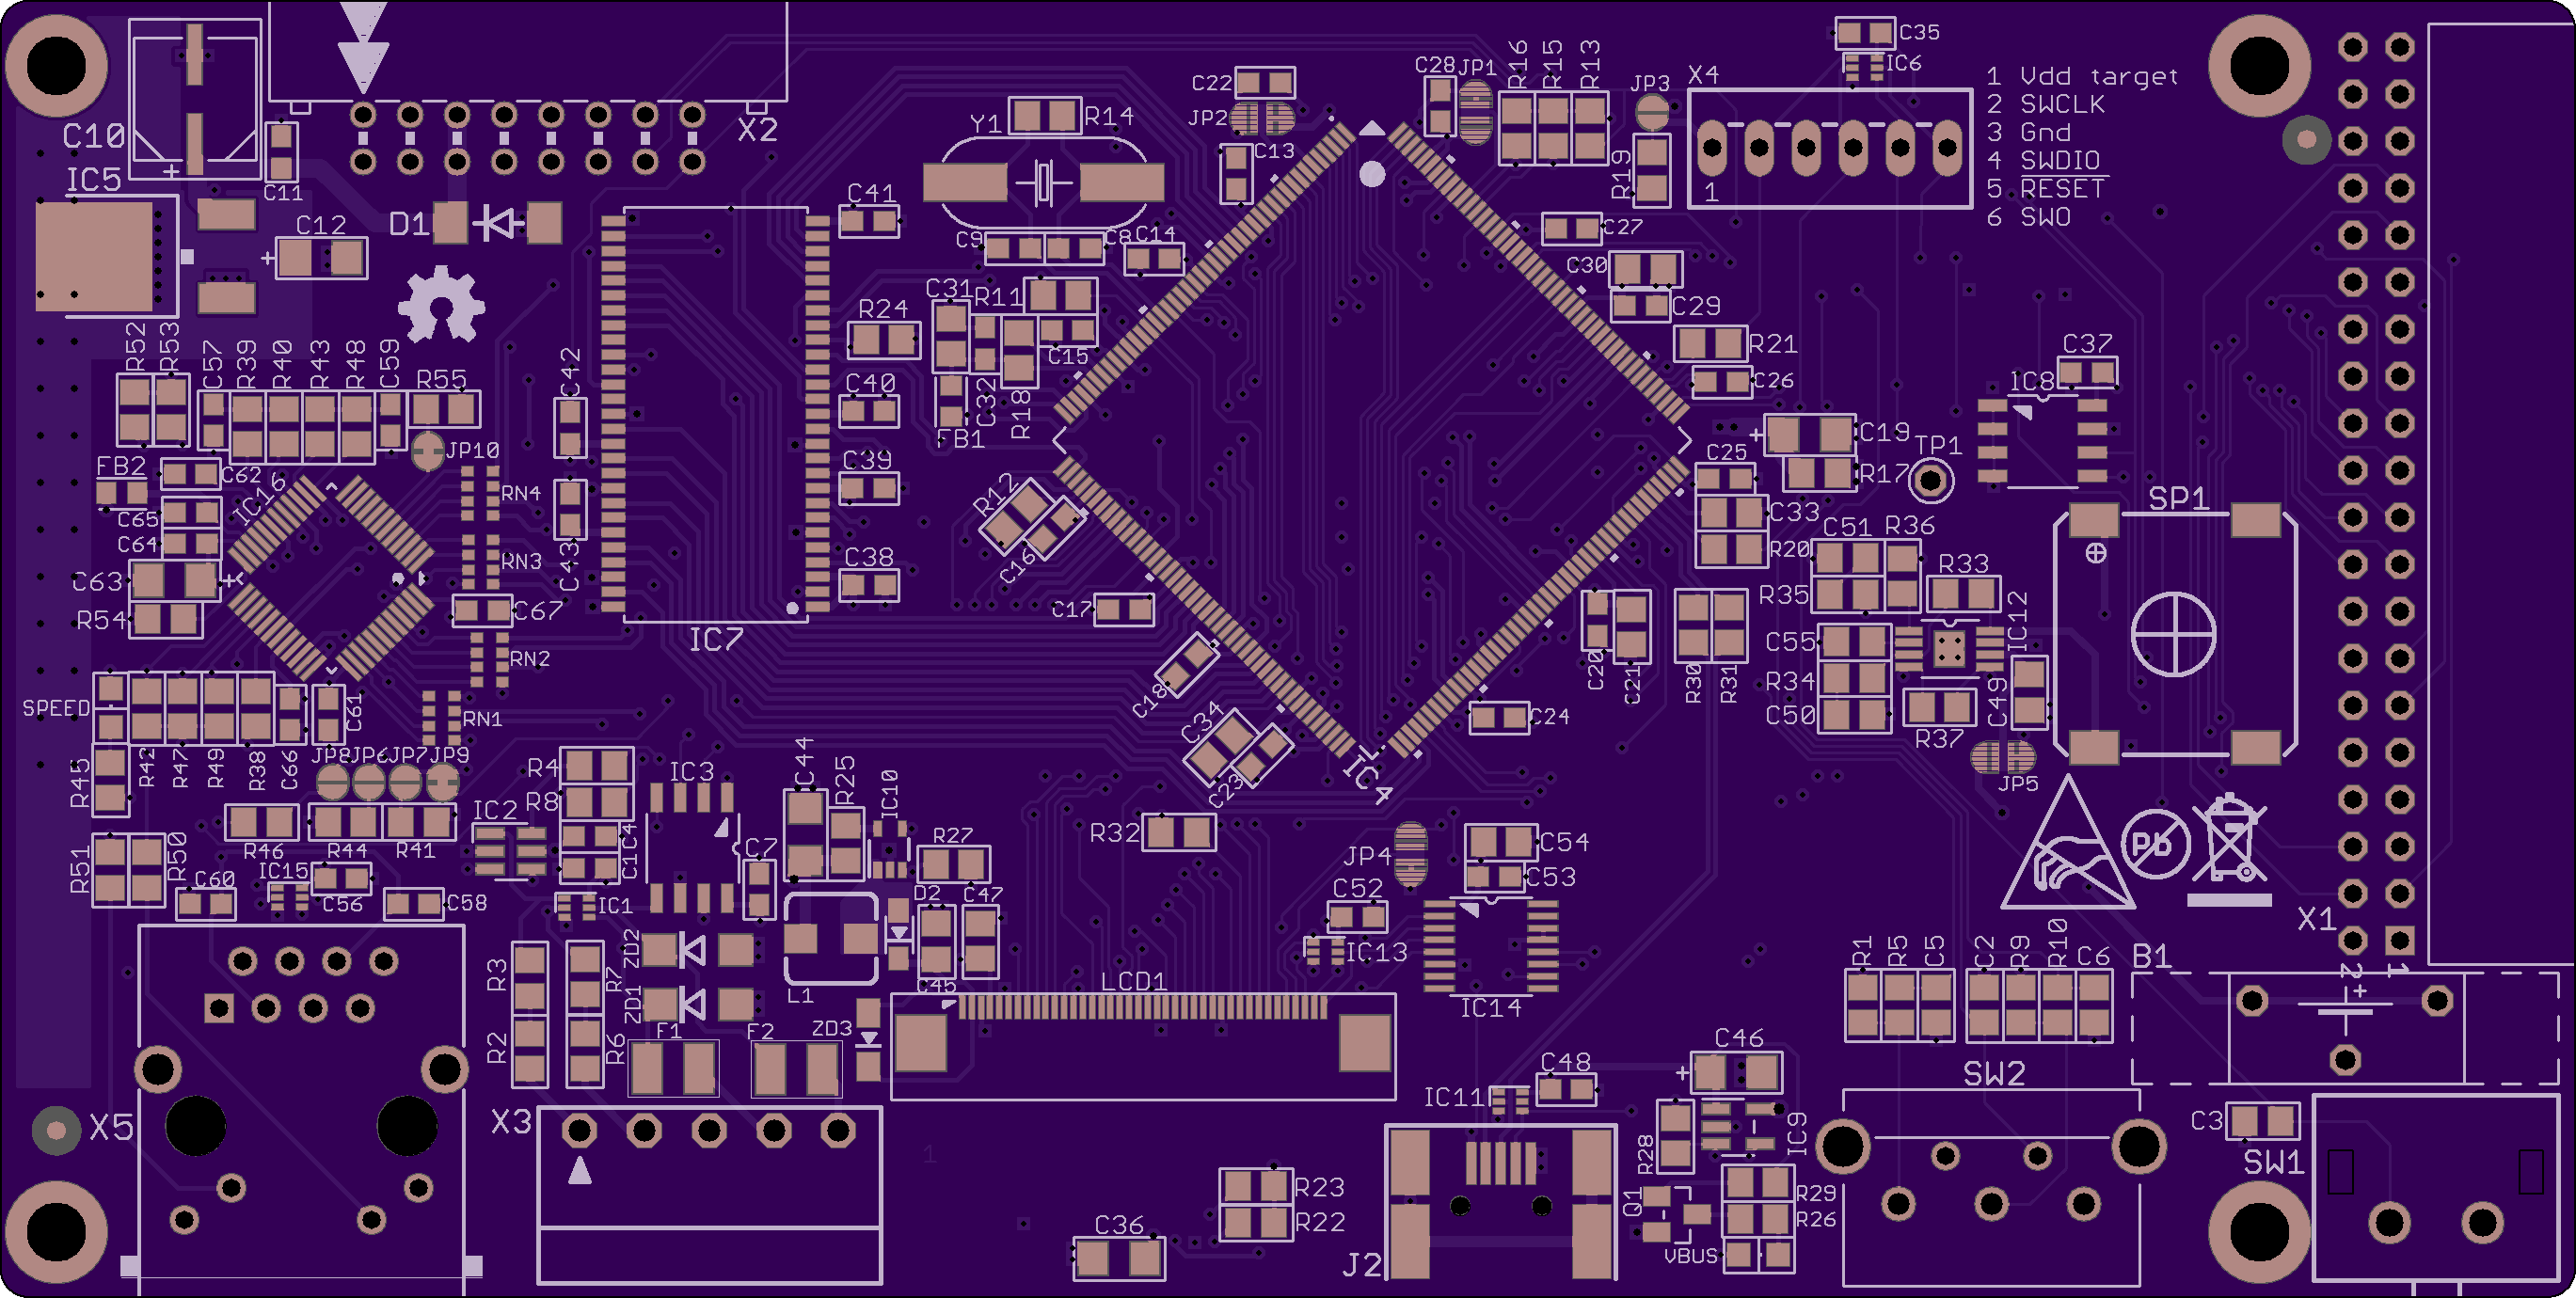 C35
IC6
X4
1 Vdd target
2 SWCLK
3 Gnd
4 SWDIO
5 RESET
6 SWO
1
R16
R15
R13
JP3
R19
C28
JP1
C22
JP2
C13
R14
Y1
X2
C10
+
C11
IC5
C12
+
D1
C41
C9
C8
C14
C27
C30
C29
R21
C26
C31
R11
R24
C15
C32
R18
FB1
C40
C42
R52
R53
C57
R39
R40
R43
R48
C59
R55
JP10
C37
IC8
C19
+
R17
TP1
C25
C33
R20
C39
R12
C16
C38
C17
C43
FB2
C62
IC16
C65
C64
C63
+
R54
RN4
RN3
C67
RN2
RN1
IC7
SP1
C51
R36
R35
R33
IC12
C55
R34
C50
R37
C49
JP5
C20
C21
R30
R31
C18
C34
C23
C24
IC4
SPEED
C61
R42
R47
R49
R38
C66
R45
JP8
JP6
JP7
JP9
R46
R44
R41
R51
R50
C60
IC15
C56
C58
IC2
R4
R8
C4
C1
IC1
IC3
C7
C44
R25
IC10
R27
D2
C47
C45
L1
R32
JP4
C54
C53
C52
IC13
IC14
LCD1
ZD2
ZD1
ZD3
F1
F2
R3
R2
R7
R6
Pb
X1
2
1
B1
+
R1
R5
C5
C2
R9
R10
C6
SW2
C46
+
C48
IC11
R28
IC9
Q1
R29
R26
VBUS
J2
C3
SW1
X5
X3
1
R23
R22
C36